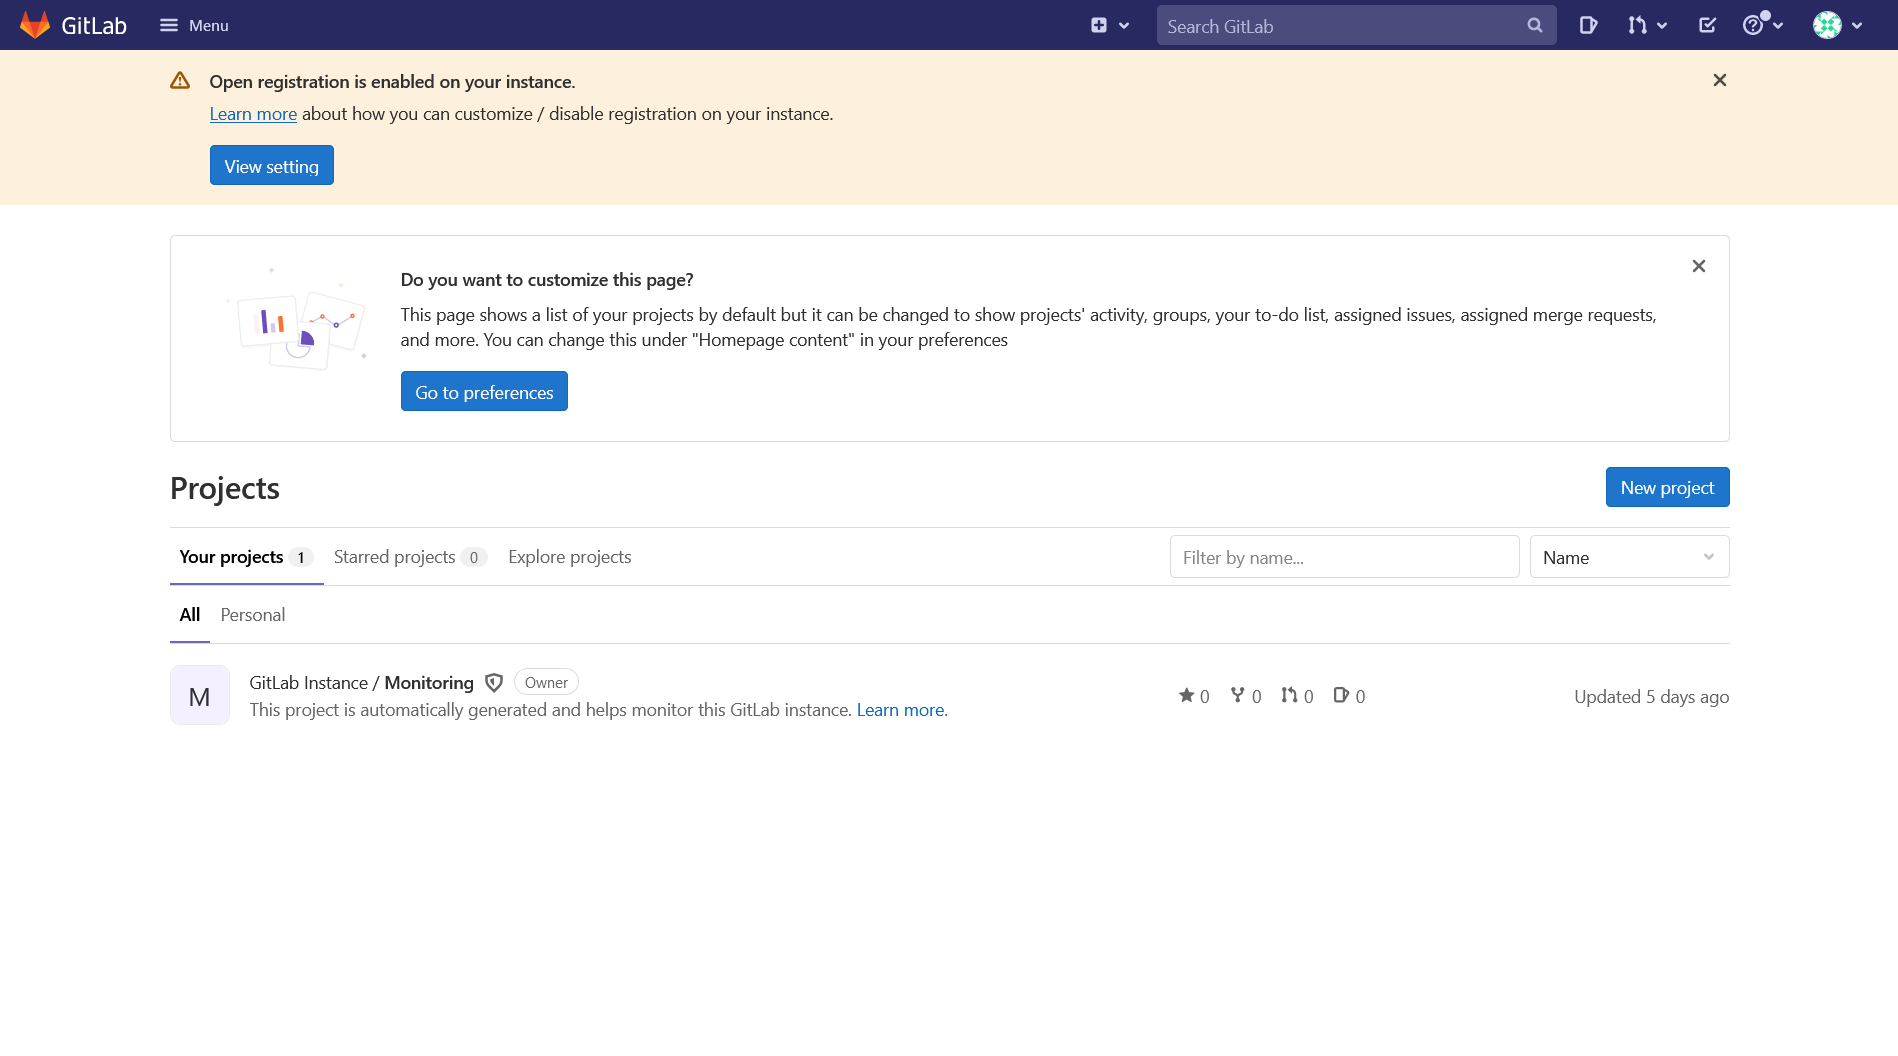 GitLab
Menu
Search GitLab
Open registration is enabled on your instance.
Learn more about how you can customize / disable registration on your instance.
View setting
Do you want to customize this page?
This page shows a list of your projects by default but it can be changed to show projects' activity, groups, your to-do list, assigned issues, assigned merge requests,
and more. You can change this under "Homepage content" in your preferences
Go to preferences
Projects
New project
Your projects 1 Starred projects 0 Explore projects
Filter by name...
Name
All Personal
M
GitLab Instance / Monitoring Owner
This project is automatically generated and helps monitor this GitLab instance. Learn more.
0 0 0 0
Updated 5 days ago